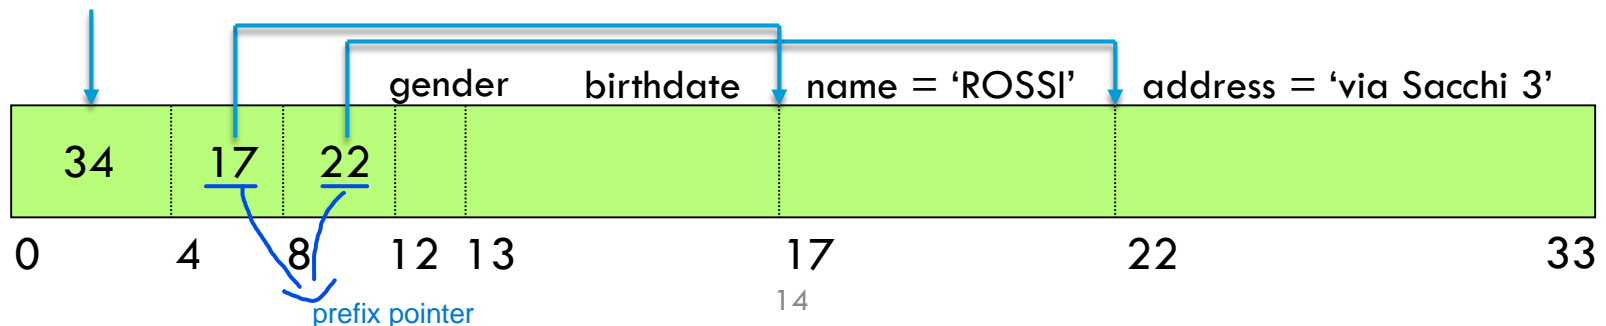 gender birthdate name = ‘ROSSI’ address = ‘via Sacchi 3’
34 17 22
0 4 8 12 13 17 22 33
14
prefix pointer